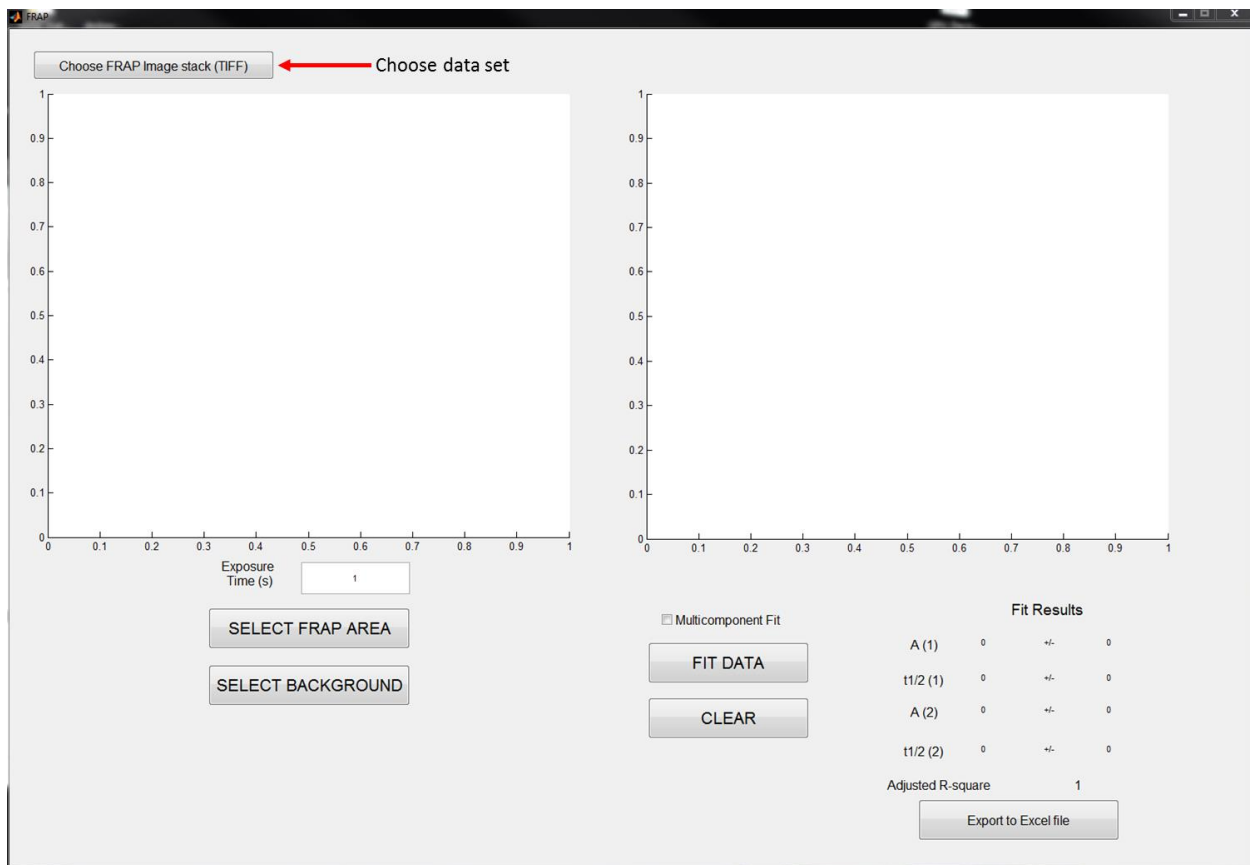 FRAP
Choose FRAP Image stack (TIFF)
Choose data set
1
0.9
0.8
0.7
0.6
0.5
0.4
0.3
0.2
0.1
0
0 0.1 0.2 0.3 0.4 0.5 0.6 0.7 0.8 0.9 1
1
0.9
0.8
0.7
0.6
0.5
0.4
0.3
0.2
0.1
0
0 0.1 0.2 0.3 0.4 0.5 0.6 0.7 0.8 0.9 1
Exposure
Time (s)
1
SELECT FRAP AREA
SELECT BACKGROUND
Multicomponent Fit
FIT DATA
CLEAR
Fit Results
A (1) 0 +/- 0
t1/2 (1) 0 +/- 0
A (2) 0 +/- 0
t1/2 (2) 0 +/- 0
Adjusted R-square 1
Export to Excel file